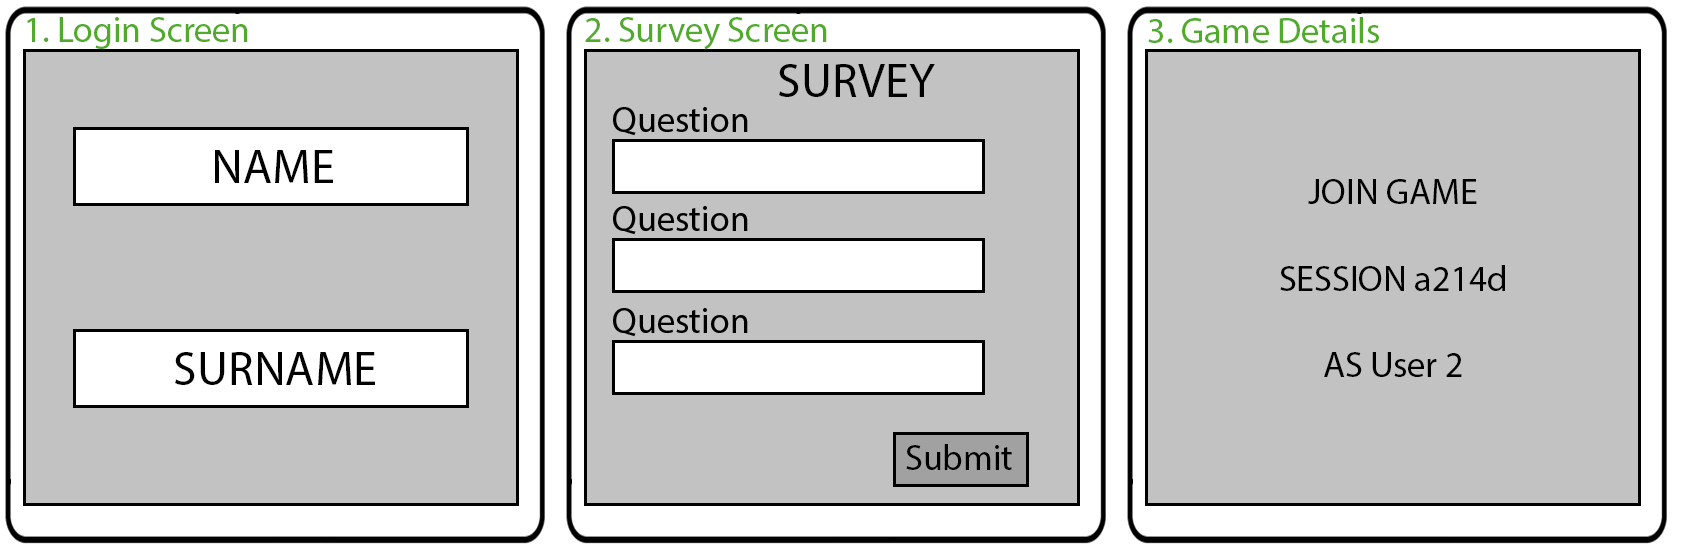 1. Login Screen
NAME
SURNAME
2. Survey Screen
SURVEY
Question
Question
Question
Submit
3. Game Details
JOIN GAME
SESSION a214d
AS User 2